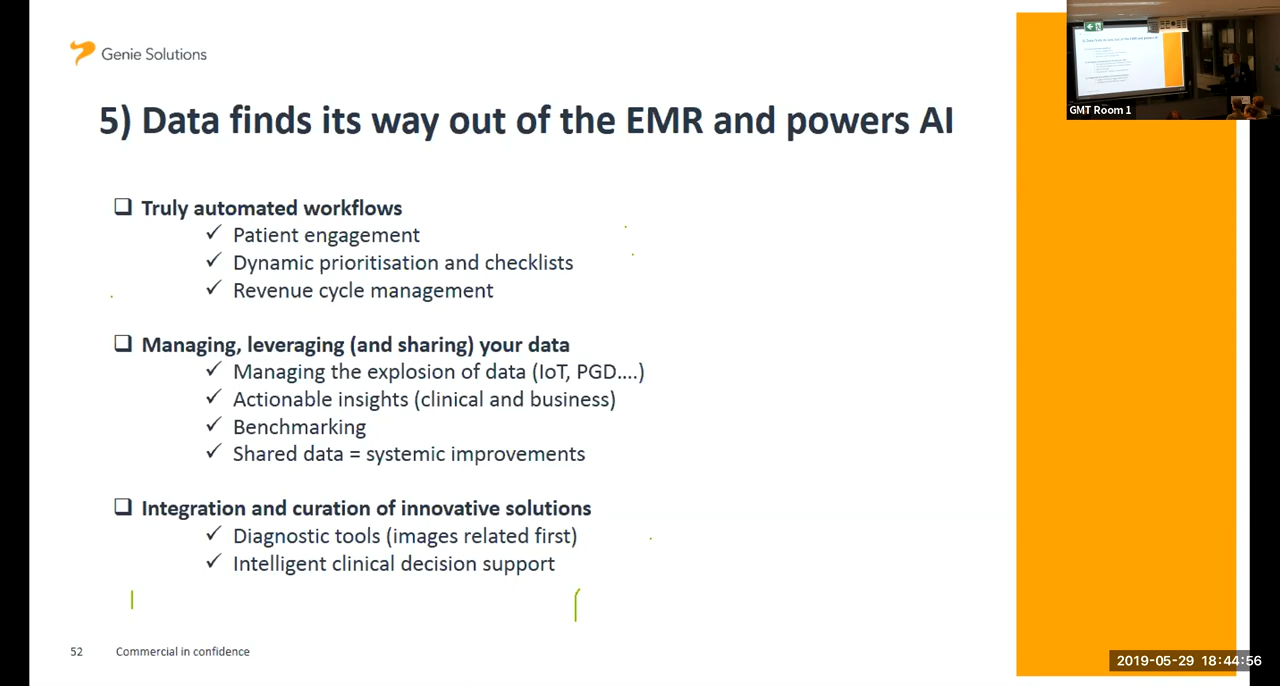 Genie Solutions
5) Data finds its way out of the EMR and powers AI
GMT Room 1
❑ Truly automated workflows
✓ Patient engagement
✓ Dynamic prioritisation and checklists
✓ Revenue cycle management
❑ Managing, leveraging (and sharing) your data
✓ Managing the explosion of data (IoT, PGD....)
✓ Actionable insights (clinical and business)
✓ Benchmarking
✓ Shared data = systemic improvements
❑ Integration and curation of innovative solutions
✓ Diagnostic tools (images related first)
✓ Intelligent clinical decision support
52 Commercial in confidence
2019-05-29 18:44:56